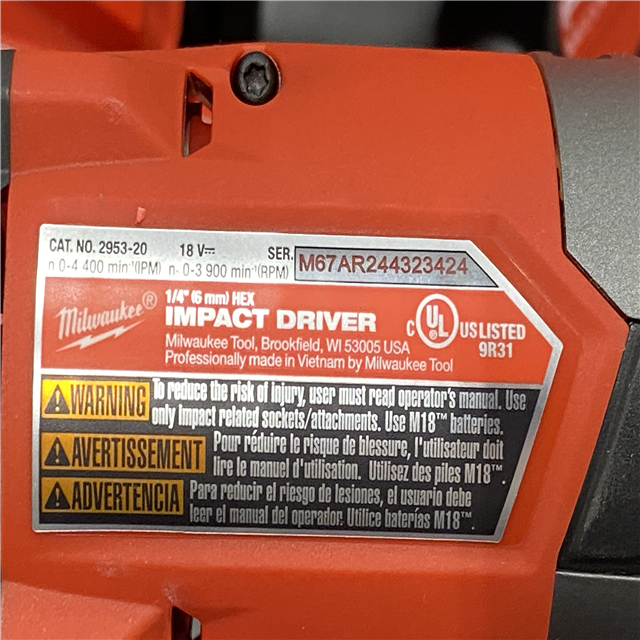 CAT. NO. 2953-20 18 V⎓ SER. M67AR244323424
n 0-4 400 min⁻¹(IPM) n₀ 0-3 900 min⁻¹(RPM)
1/4" (6 mm) HEX
Milwaukee® IMPACT DRIVER
Milwaukee Tool, Brookfield, WI 53005 USA
Professionally made in Vietnam by Milwaukee Tool
C UL US LISTED
9R31
WARNING To reduce the risk of injury, user must read operator's manual. Use
only Impact related sockets/attachments. Use M18™ batteries.
AVERTISSEMENT Pour réduire le risque de blessure, l'utilisateur doit
lire le manuel d'utilisation. Utilisez des piles M18™.
ADVERTENCIA Para reducir el riesgo de lesiones, el usuario debe
leer el manual del operador. Utilice baterías M18™.